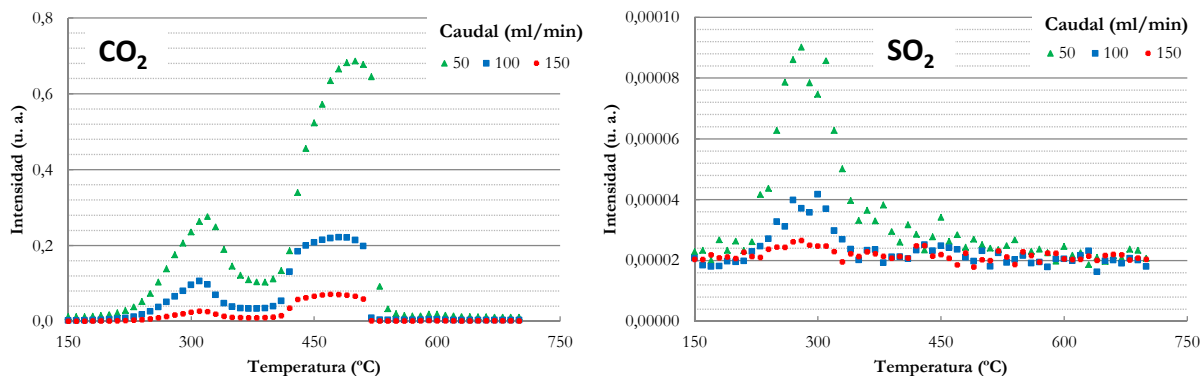 CO₂
Caudal (ml/min)
50 100 150
Intensidad (u. a.)
0,8
0,6
0,4
0,2
0,0
150 300 450 600 750
Temperatura (ºC)
SO₂
Caudal (ml/min)
50 100 150
Intensidad (u. a.)
0,00010
0,00008
0,00006
0,00004
0,00002
0,00000
150 300 450 600 750
Temperatura (ºC)